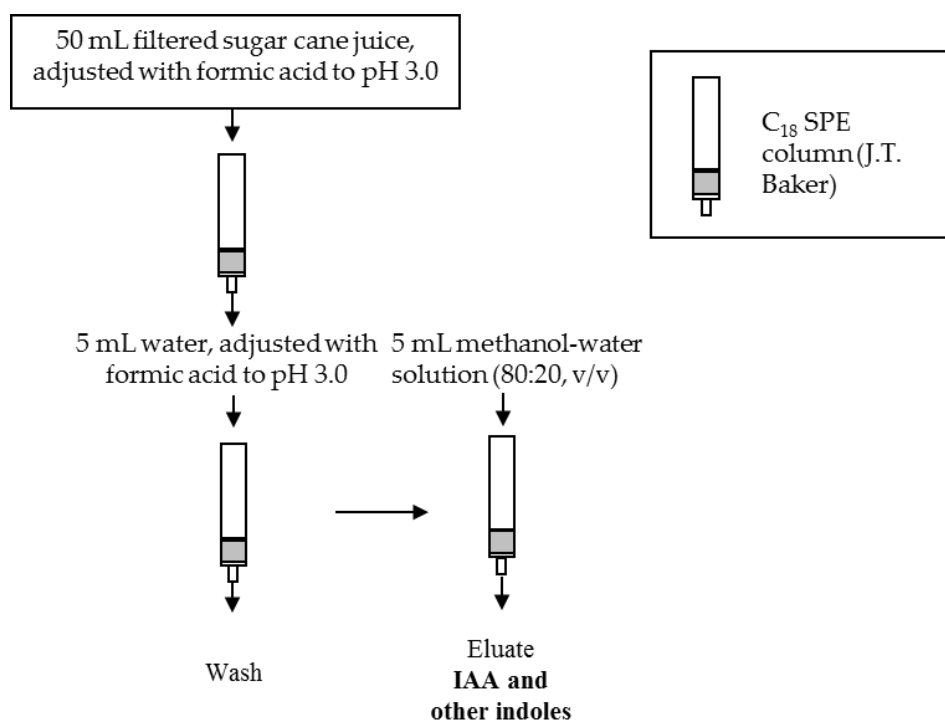 50 mL filtered sugar cane juice,
adjusted with formic acid to pH 3.0
C18 SPE
column (J.T.
Baker)
5 mL water, adjusted with
formic acid to pH 3.0
5 mL methanol-water
solution (80:20, v/v)
Wash
Eluate
IAA and
other indoles